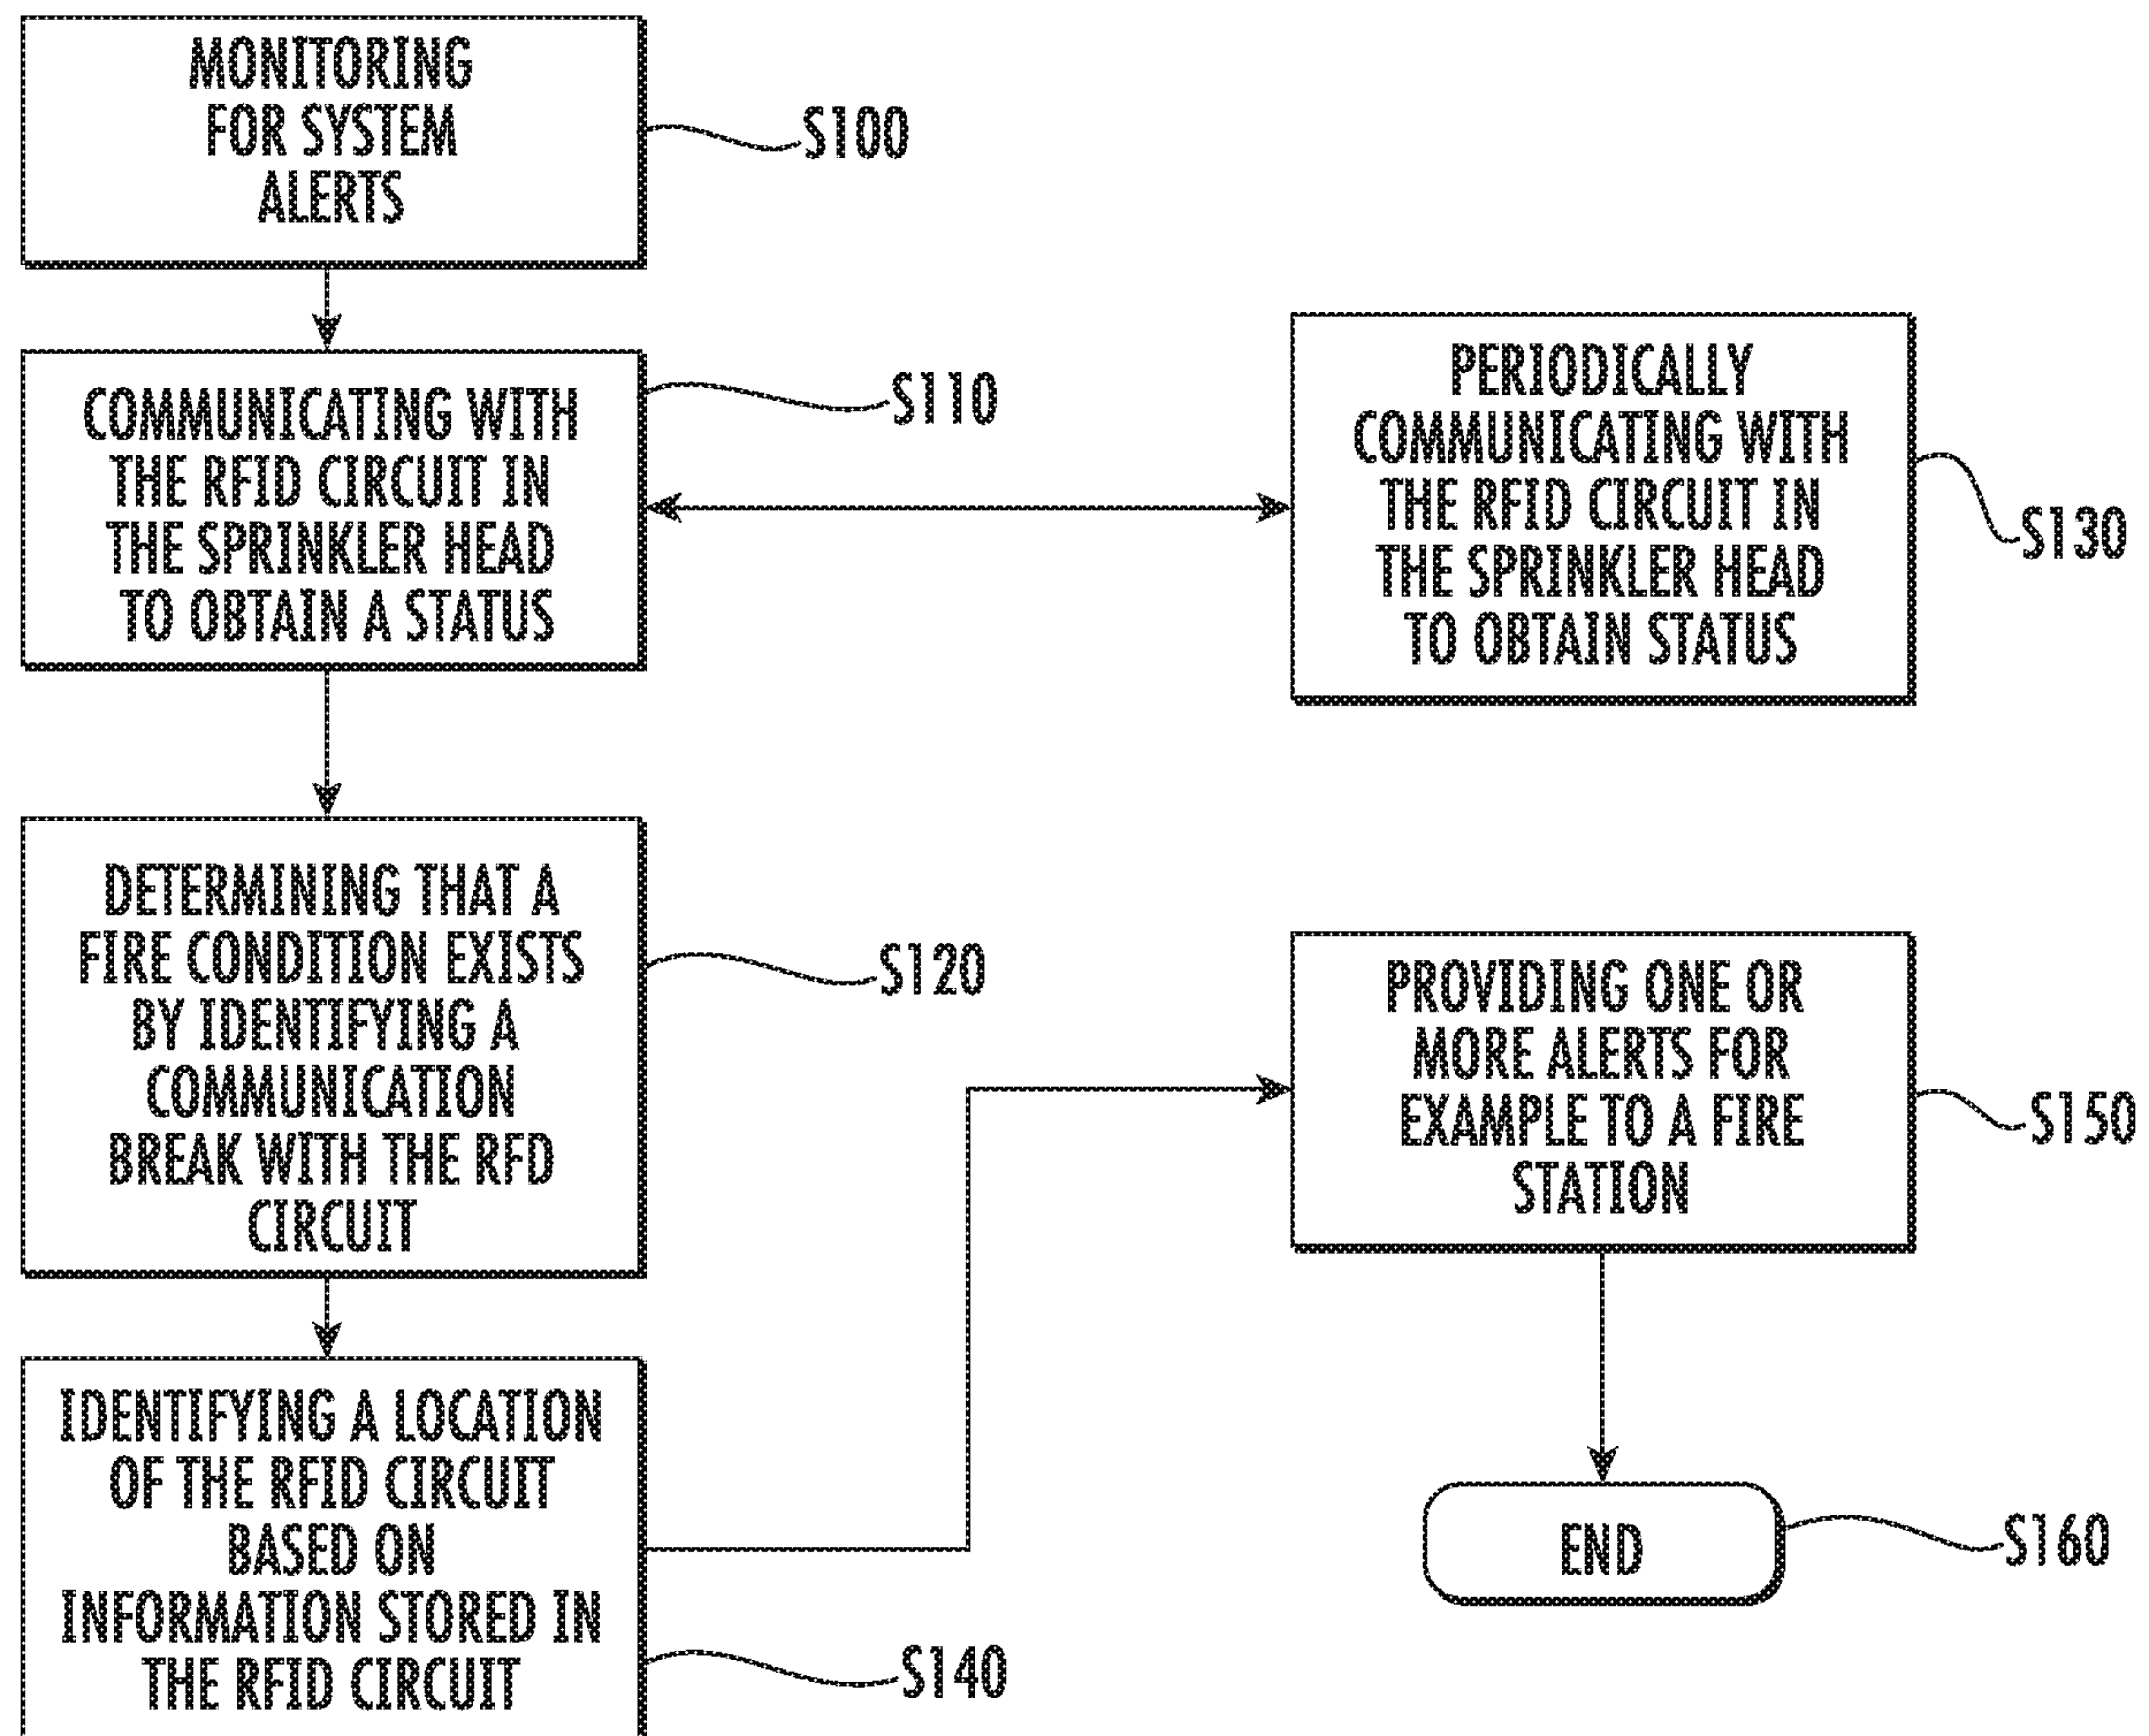 MONITORING
FOR SYSTEM
ALERTS
S100
COMMUNICATING WITH
THE RFID CIRCUIT IN
THE SPRINKLER HEAD
TO OBTAIN A STATUS
S110
PERIODICALLY
COMMUNICATING WITH
THE RFID CIRCUIT IN
THE SPRINKLER HEAD
TO OBTAIN STATUS
S130
DETERMINING THAT A
FIRE CONDITION EXISTS
BY IDENTIFYING A
COMMUNICATION
BREAK WITH THE RFD
CIRCUIT
S120
IDENTIFYING A LOCATION
OF THE RFID CIRCUIT
BASED ON
INFORMATION STORED IN
THE RFID CIRCUIT
S140
PROVIDING ONE OR
MORE ALERTS FOR
EXAMPLE TO A FIRE
STATION
S150
END
S160